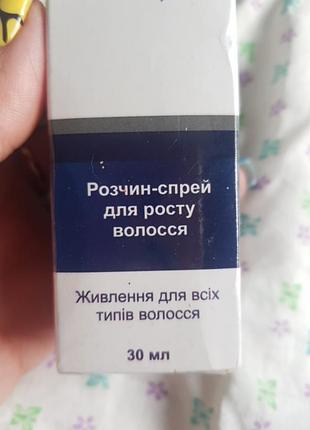 Розчин-спрей
для росту
волосся
Живлення для всіх
типів волосся
30 мл